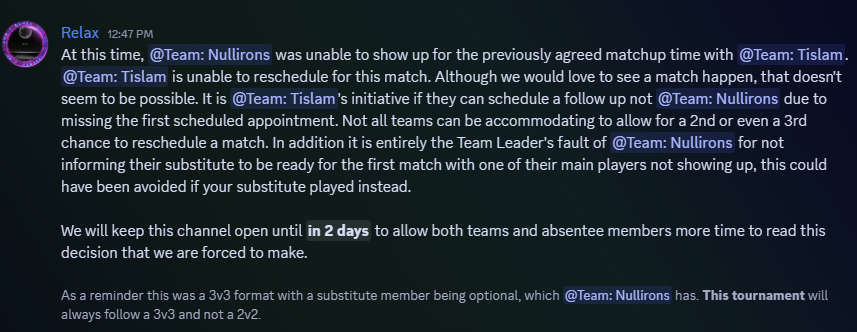 Relax 12:47 PM
At this time, @Team: Nullirons was unable to show up for the previously agreed matchup time with @Team: Tislam.
@Team: Tislam is unable to reschedule for this match. Although we would love to see a match happen, that doesn't
seem to be possible. It is @Team: Tislam's initiative if they can schedule a follow up not @Team: Nullirons due to
missing the first scheduled appointment. Not all teams can be accommodating to allow for a 2nd or even a 3rd
chance to reschedule a match. In addition it is entirely the Team Leader's fault of @Team: Nullirons for not
informing their substitute to be ready for the first match with one of their main players not showing up, this could
have been avoided if your substitute played instead.
We will keep this channel open until in 2 days to allow both teams and absentee members more time to read this
decision that we are forced to make.
As a reminder this was a 3v3 format with a substitute member being optional, which @Team: Nullirons has. This tournament will
always follow a 3v3 and not a 2v2.